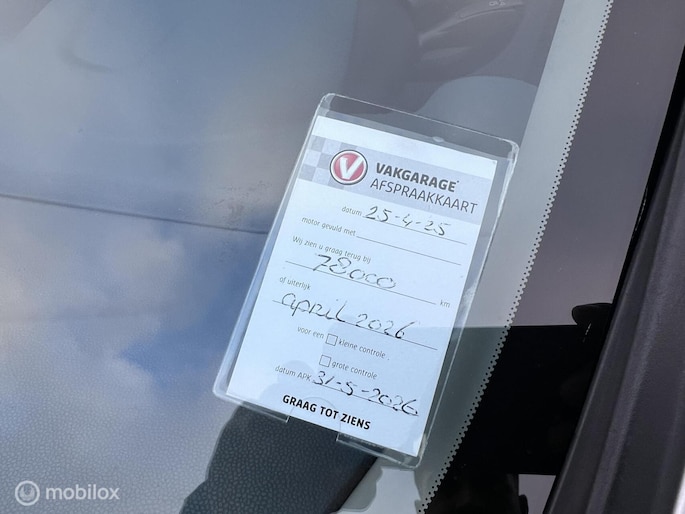 V VAKGARAGE
AFSPRAAKKAART
datum 25-4-25
motor gevuld met
Wij zien u graag terug bij
78000 km
of uiterlijk
april 2026
voor een kleine controle
grote controle
datum APK 31-5-2026
GRAAG TOT ZIENS
mobilox